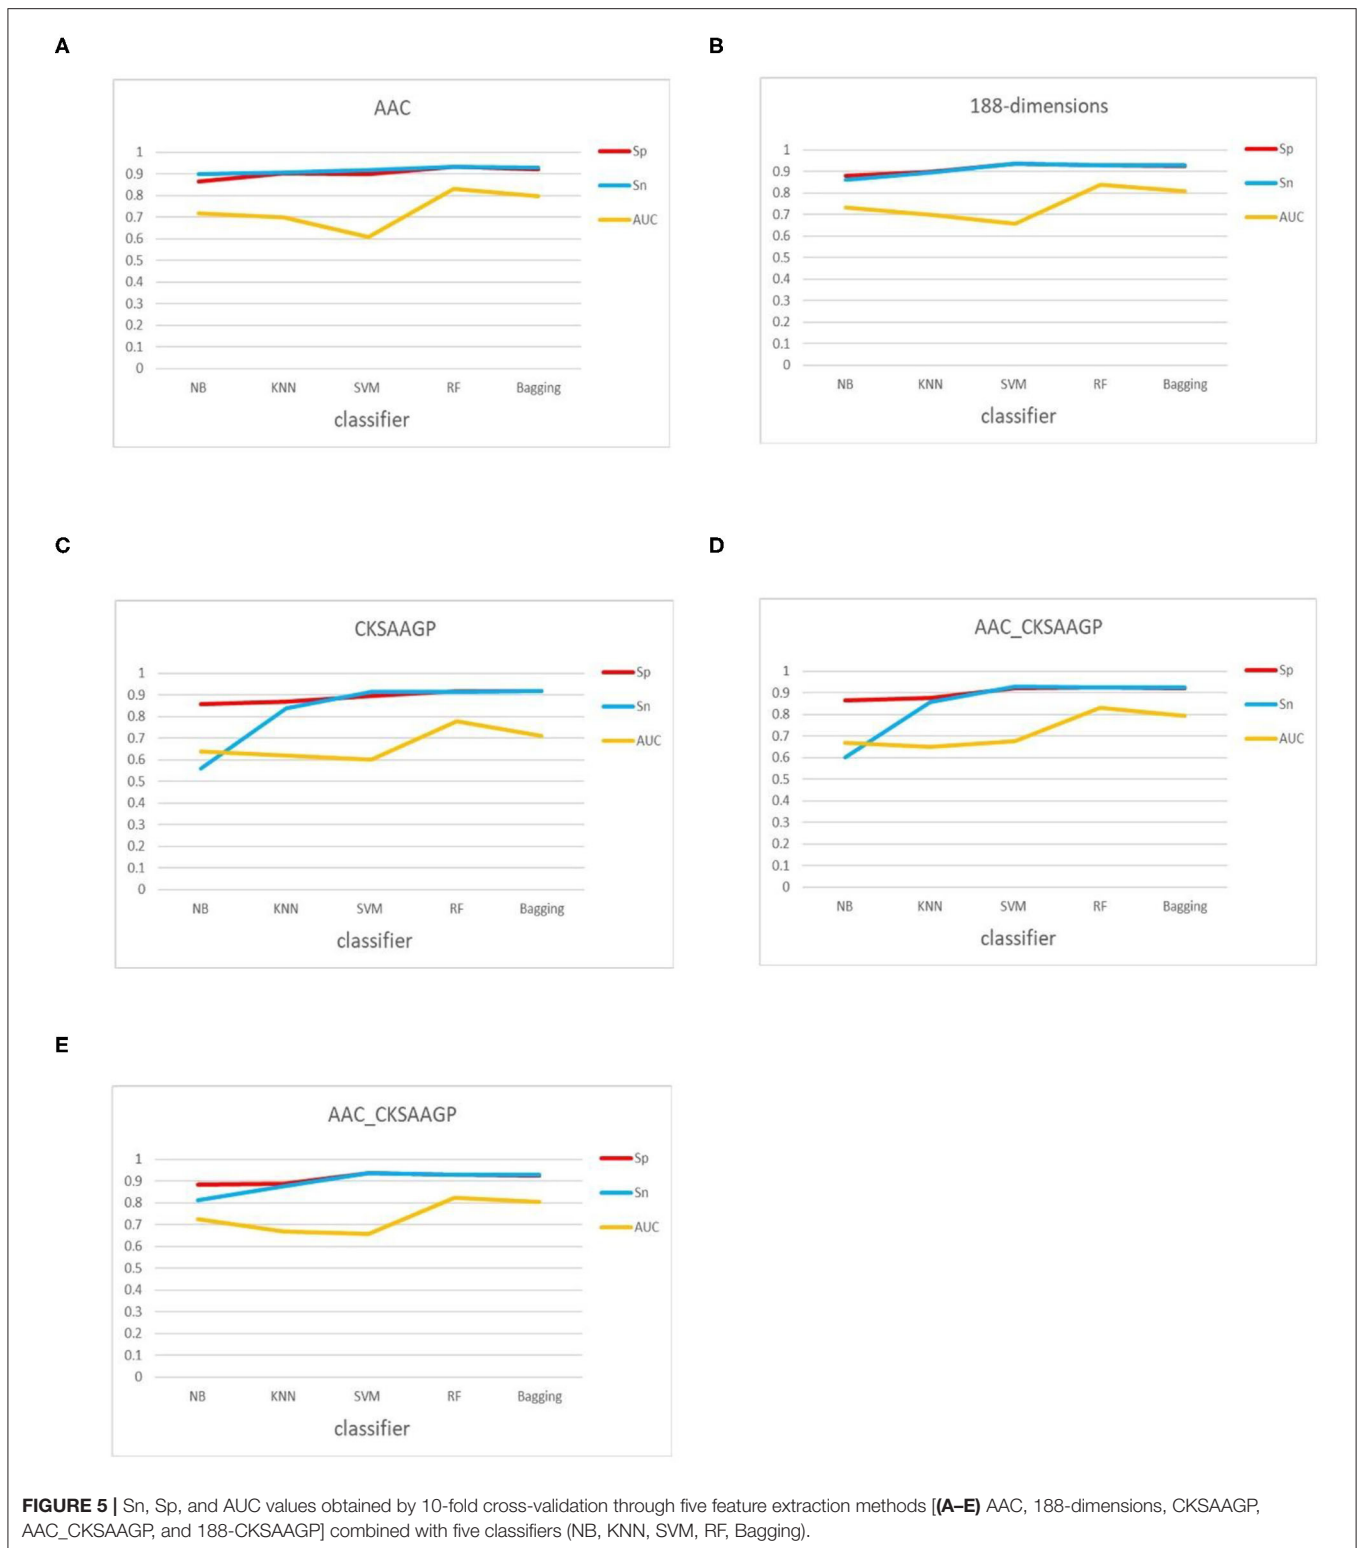 A
AAC
1
0.9
0.8
0.7
0.6
0.5
0.4
0.3
0.2
0.1
0
NB KNN SVM RF Bagging
classifier
Sp
Sn
AUC
B
188-dimensions
1
0.9
0.8
0.7
0.6
0.5
0.4
0.3
0.2
0.1
0
NB KNN SVM RF Bagging
classifier
Sp
Sn
AUC
C
CKSAAGP
1
0.9
0.8
0.7
0.6
0.5
0.4
0.3
0.2
0.1
0
NB KNN SVM RF Bagging
classifier
Sp
Sn
AUC
D
AAC_CKSAAGP
1
0.9
0.8
0.7
0.6
0.5
0.4
0.3
0.2
0.1
0
NB KNN SVM RF Bagging
classifier
Sp
Sn
AUC
E
AAC_CKSAAGP
1
0.9
0.8
0.7
0.6
0.5
0.4
0.3
0.2
0.1
0
NB KNN SVM RF Bagging
classifier
Sp
Sn
AUC
FIGURE 5 | Sn, Sp, and AUC values obtained by 10-fold cross-validation through five feature extraction methods [(A–E) AAC, 188-dimensions, CKSAAGP,
AAC_CKSAAGP, and 188-CKSAAGP] combined with five classifiers (NB, KNN, SVM, RF, Bagging).